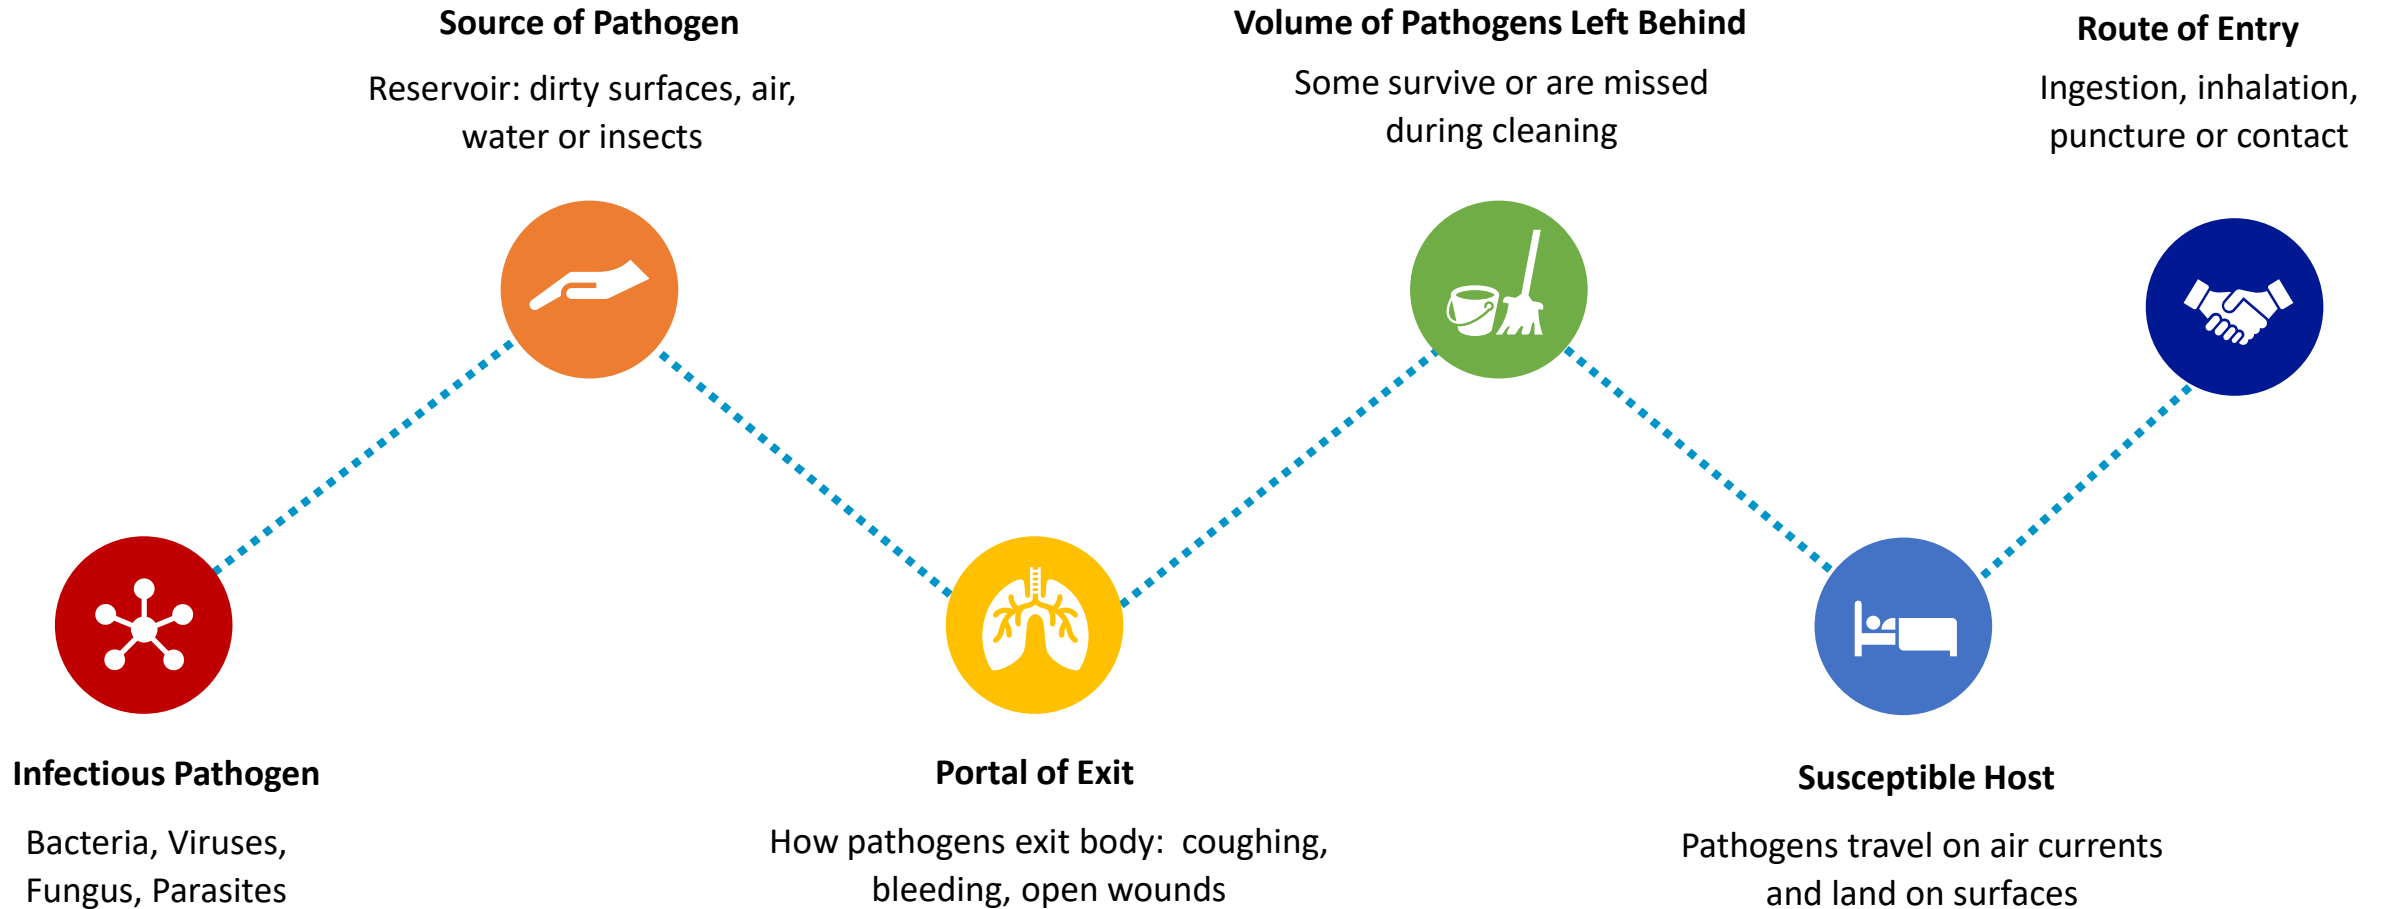 Source of Pathogen
Reservoir: dirty surfaces, air,
water or insects
Volume of Pathogens Left Behind
Some survive or are missed
during cleaning
Route of Entry
Ingestion, inhalation,
puncture or contact
Infectious Pathogen
Bacteria, Viruses,
Fungus, Parasites
Portal of Exit
How pathogens exit body:  coughing,
bleeding, open wounds
Susceptible Host
Pathogens travel on air currents
and land on surfaces